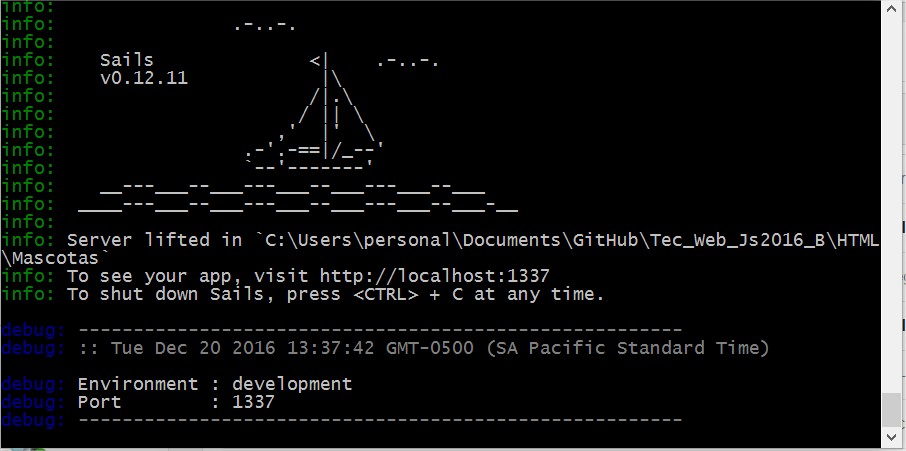 info:
info:                .-..-.
info:
info:    Sails              <|    .-..-.
info:    v0.12.11            |\
info:                       /|.\
info:                      / || \
info:                    ,'  |'  \
info:                 .-'.-==|/_--'
info:                 `--'-------'
info:    __---___--___---___--___---___--___
info:  ____---___--___---___--___---___--___-__
info:
info: Server lifted in `C:\Users\personal\Documents\GitHub\Tec_Web_Js2016_B\HTML
\Mascotas`
info: To see your app, visit http://localhost:1337
info: To shut down Sails, press <CTRL> + C at any time.
debug: -------------------------------------------------------
debug: :: Tue Dec 20 2016 13:37:42 GMT-0500 (SA Pacific Standard Time)
debug: Environment : development
debug: Port        : 1337
debug: -------------------------------------------------------